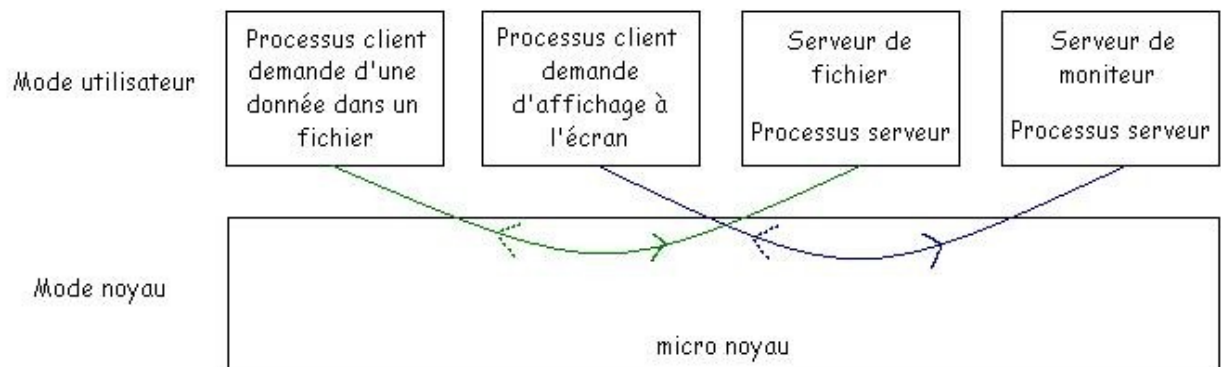 Mode utilisateur
Processus client
demande d'une
donnée dans un
fichier
Processus client
demande
d'affichage à
l'écran
Serveur de
fichier
Processus serveur
Serveur de
moniteur
Processus serveur
Mode noyau
micro noyau